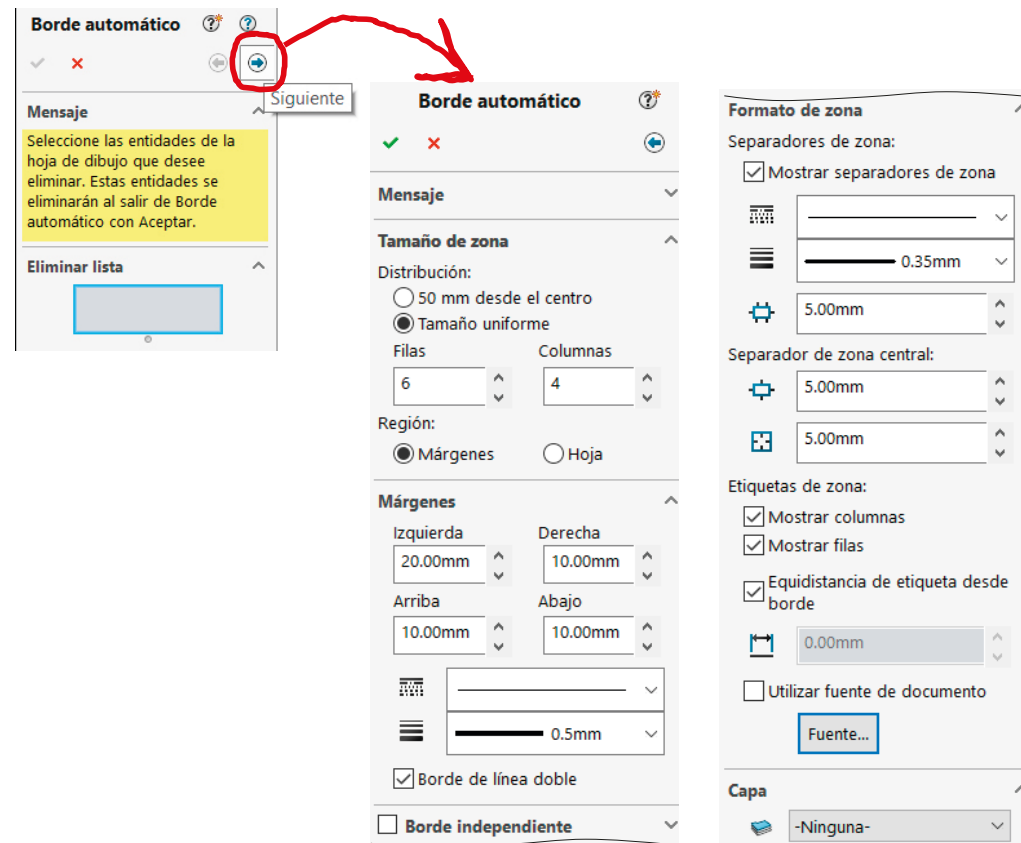 Borde automático
Siguiente
Mensaje
Seleccione las entidades de la
hoja de dibujo que desee
eliminar. Estas entidades se
eliminarán al salir de Borde
automático con Aceptar.
Eliminar lista
Borde automático
Mensaje
Tamaño de zona
Distribución:
50 mm desde el centro
Tamaño uniforme
Filas Columnas
6 4
Región:
Márgenes Hoja
Márgenes
Izquierda Derecha
20.00mm 10.00mm
Arriba Abajo
10.00mm 10.00mm
0.5mm
Borde de línea doble
Borde independiente
Formato de zona
Separadores de zona:
Mostrar separadores de zona
0.35mm
5.00mm
Separador de zona central:
5.00mm
5.00mm
Etiquetas de zona:
Mostrar columnas
Mostrar filas
Equidistancia de etiqueta desde
borde
0.00mm
Utilizar fuente de documento
Fuente...
Capa
-Ninguna-